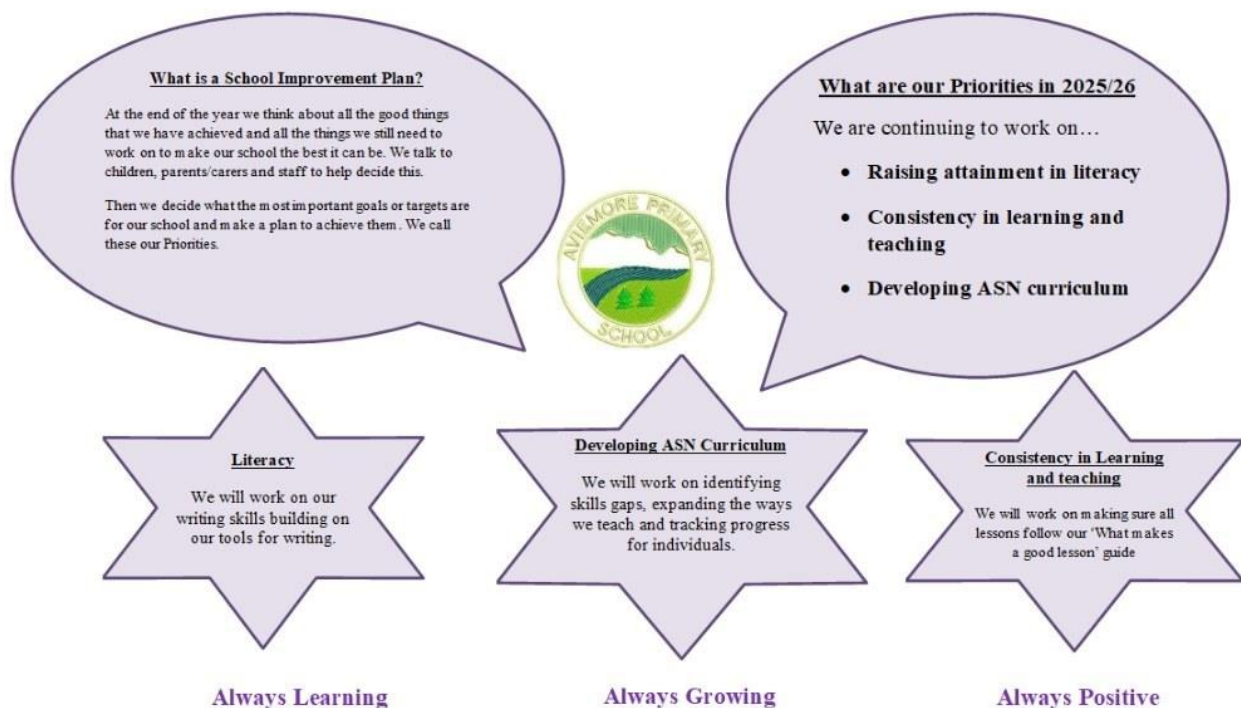 What is a School Improvement Plan?
At the end of the year we think about all the good things
that we have achieved and all the things we still need to
work on to make our school the best it can be. We talk to
children, parents/carers and staff to help decide this.
Then we decide what the most important goals or targets are
for our school and make a plan to achieve them. We call
these our Priorities.
What are our Priorities in 2025/26
We are continuing to work on…
• Raising attainment in literacy
• Consistency in learning and
teaching
• Developing ASN curriculum
AVIEMORE PRIMARY
SCHOOL
Literacy
We will work on our
writing skills building on
our tools for writing.
Developing ASN Curriculum
We will work on identifying
skills gaps, expanding the ways
we teach and tracking progress
for individuals.
Consistency in Learning
and teaching
We will work on making sure all
lessons follow our ‘What makes
a good lesson’ guide
Always Learning
Always Growing
Always Positive